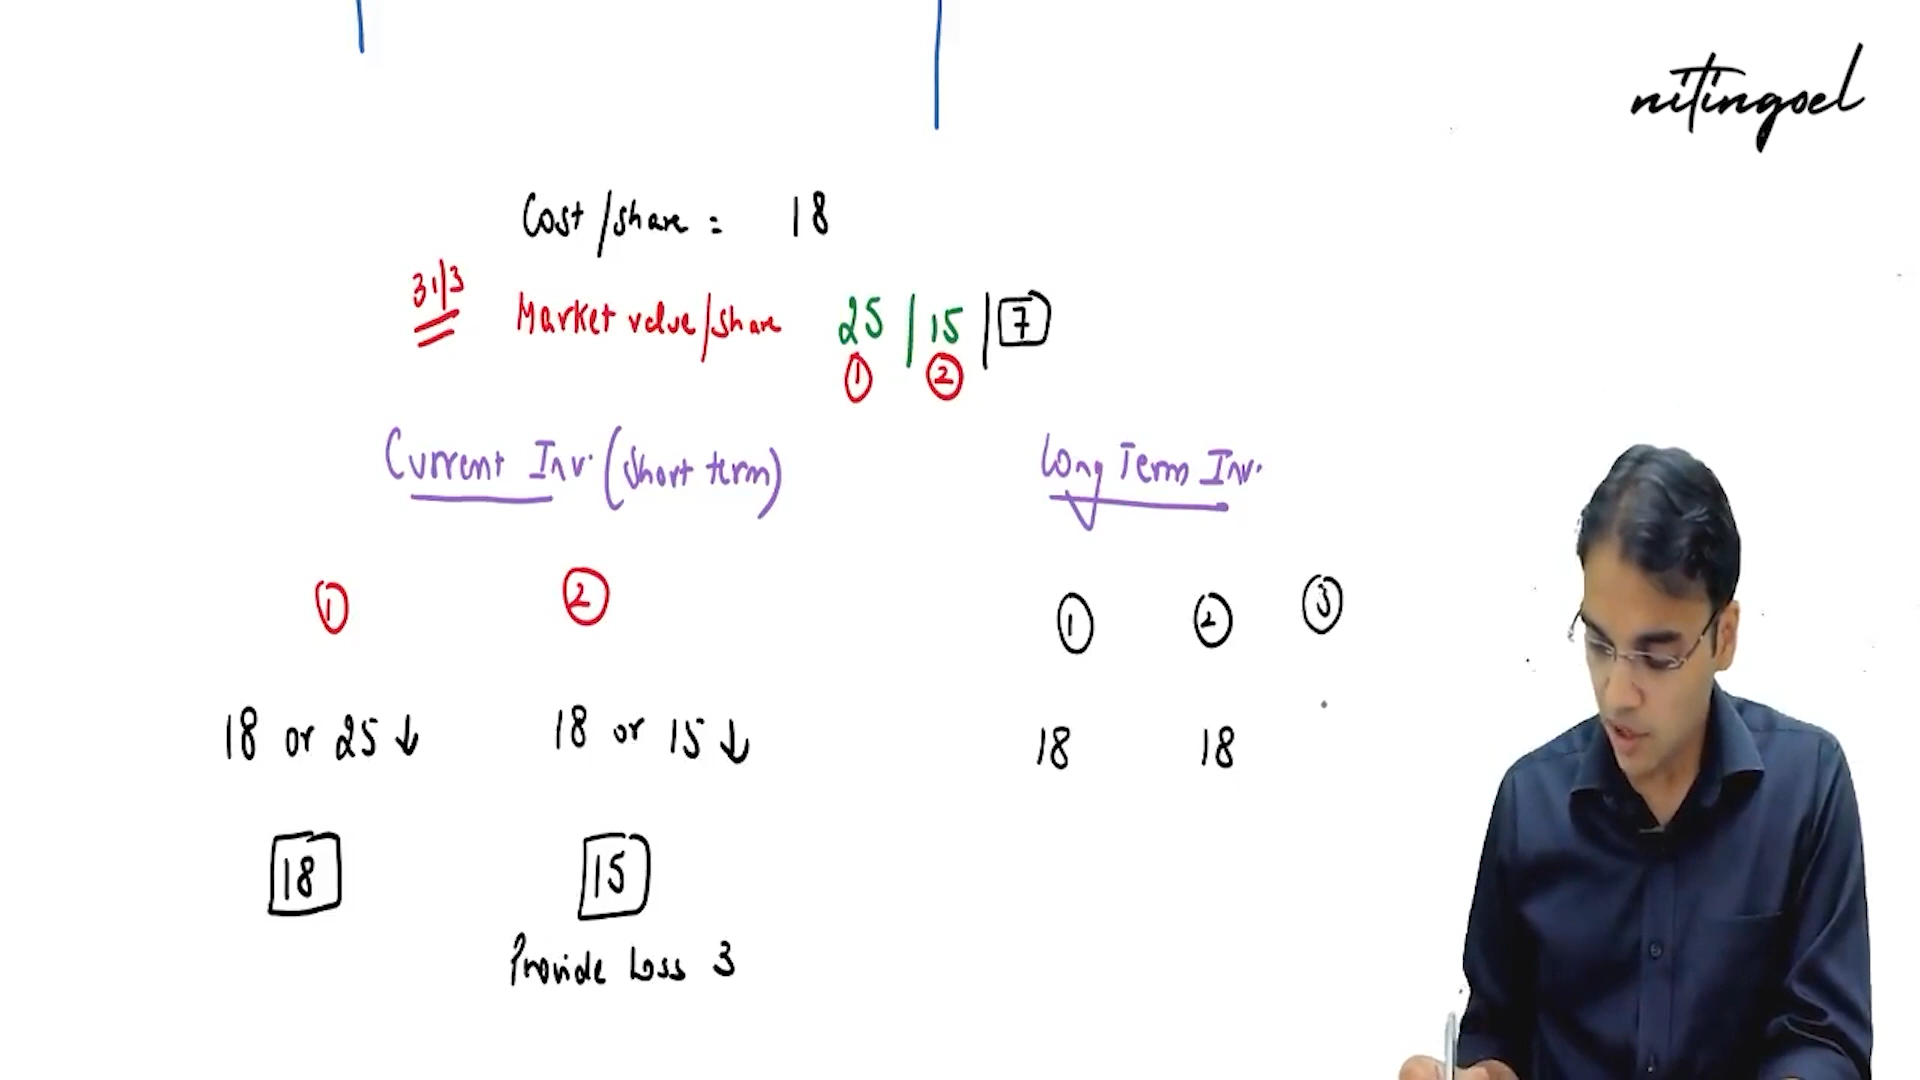 nitingoel
Cost/share = 18
31/3 Market value/share 25 | 15 | 7
1 2
Current Inv. (Short term) Long Term Inv.
1 2 1 2 3
18 or 25 ↓ 18 or 15 ↓ 18 18
18 15
Provide Loss 3